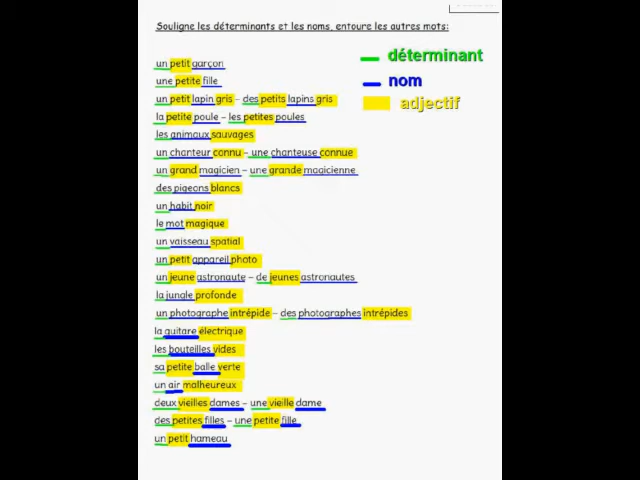 Souligne les déterminants et les noms, entoure les autres mots:
déterminant
nom
adjectif
un petit garçon
une petite fille
un petit lapin gris – des petits lapins gris
la petite poule – les petites poules
les animaux sauvages
un chanteur connu – une chanteuse connue
un grand magicien – une grande magicienne
des pigeons blancs
un habit noir
le mot magique
un vaisseau spatial
un petit appareil photo
un jeune astronaute – de jeunes astronautes
la jungle profonde
un photographe intrépide – des photographes intrépides
la guitare électrique
les bouteilles vides
sa petite balle verte
un air malheureux
deux vieilles dames – une vieille dame
des petites filles – une petite fille
un petit hameau